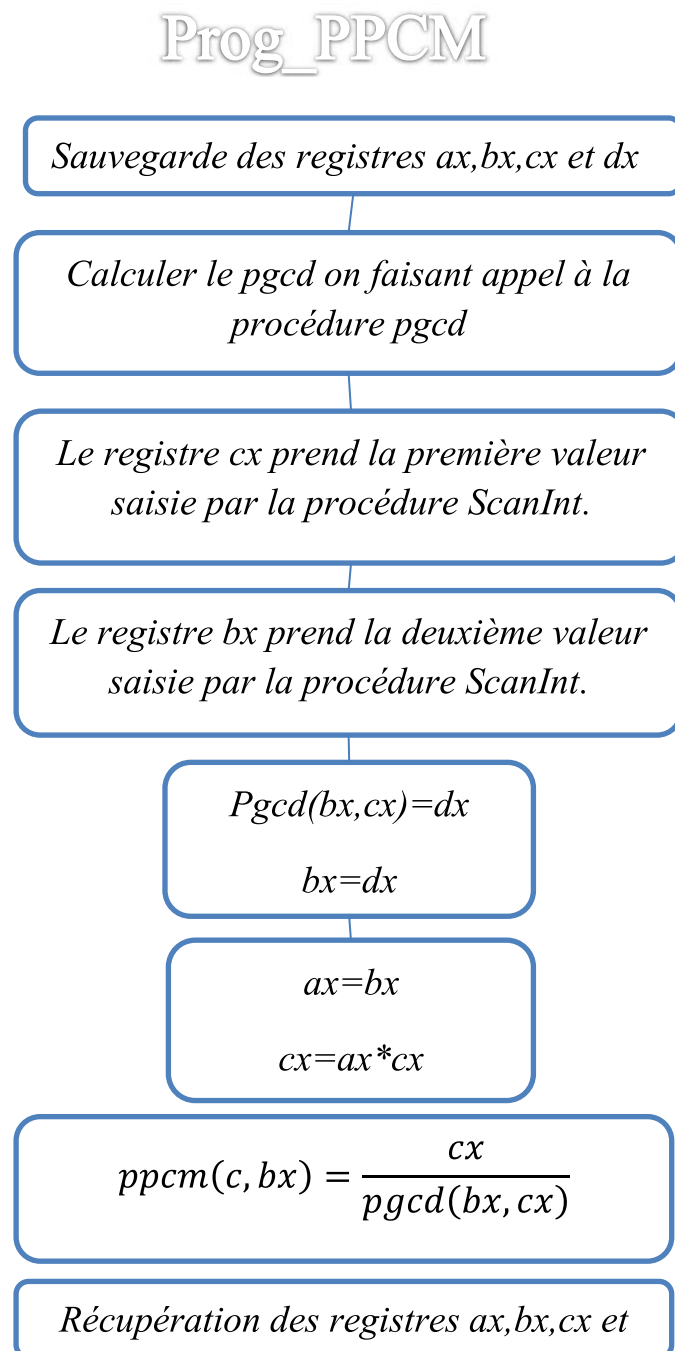 Prog_PPCM
Sauvegarde des registres ax,bx,cx et dx
Calculer le pgcd on faisant appel à la
procédure pgcd
Le registre cx prend la première valeur
saisie par la procédure ScanInt.
Le registre bx prend la deuxième valeur
saisie par la procédure ScanInt.
Pgcd(bx,cx)=dx
bx=dx
ax=bx
cx=ax*cx
cx
ppcm(c, bx) =
pgcd(bx, cx)
Récupération des registres ax,bx,cx et